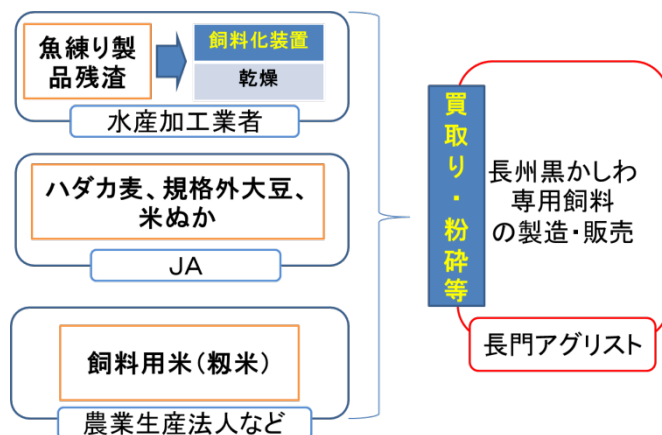 魚練り製
品残渣
飼料化装置
乾燥
水産加工業者
ハダカ麦、規格外大豆、
米ぬか
JA
飼料用米(籾米)
農業生産法人など
買取り・粉砕等
長州黒かしわ
専用飼料
の製造・販売
長門アグリスト